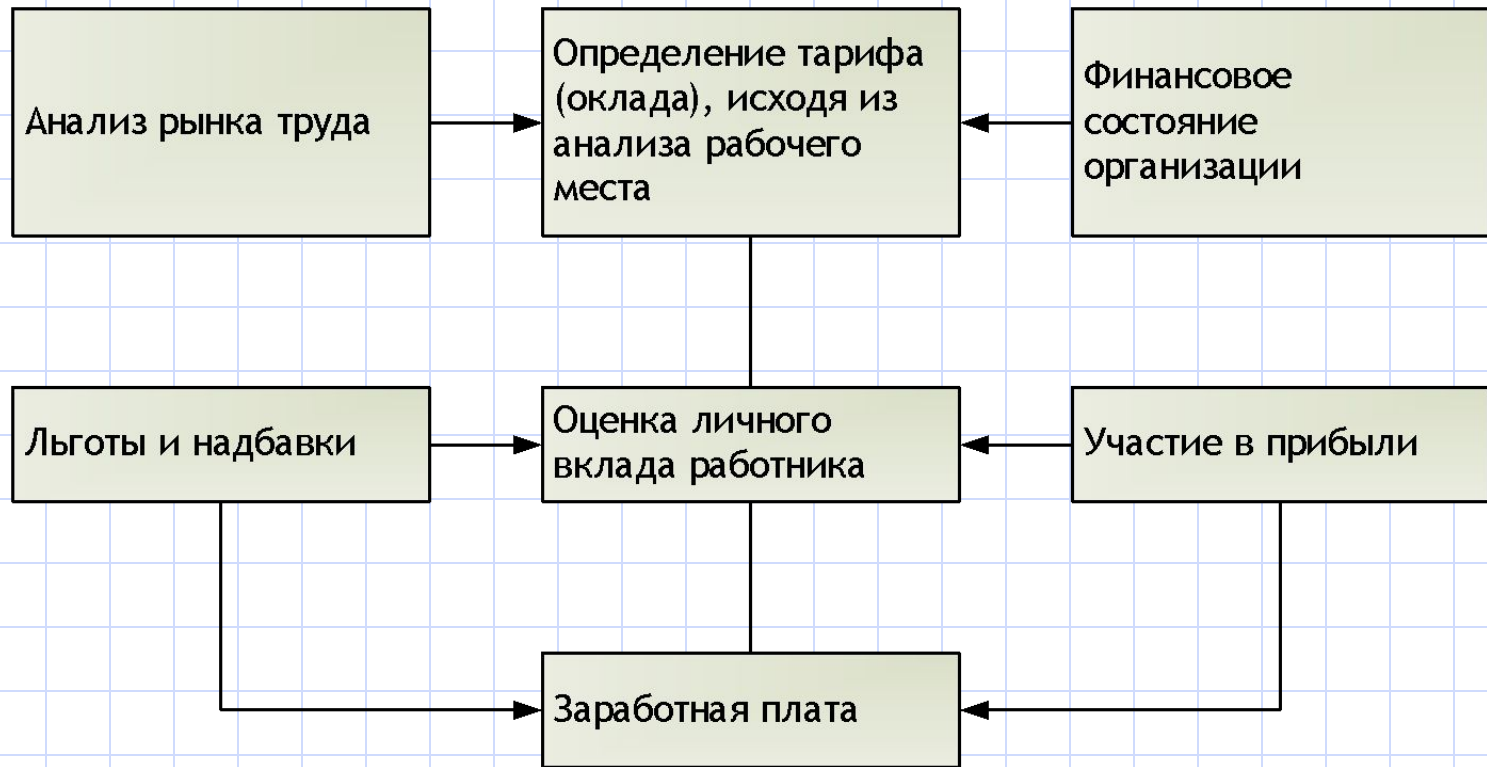 Анализ рынка труда
Определение тарифа
(оклада), исходя из
анализа рабочего
места
Финансовое
состояние
организации
Льготы и надбавки
Оценка личного
вклада работника
Участие в прибыли
Заработная плата